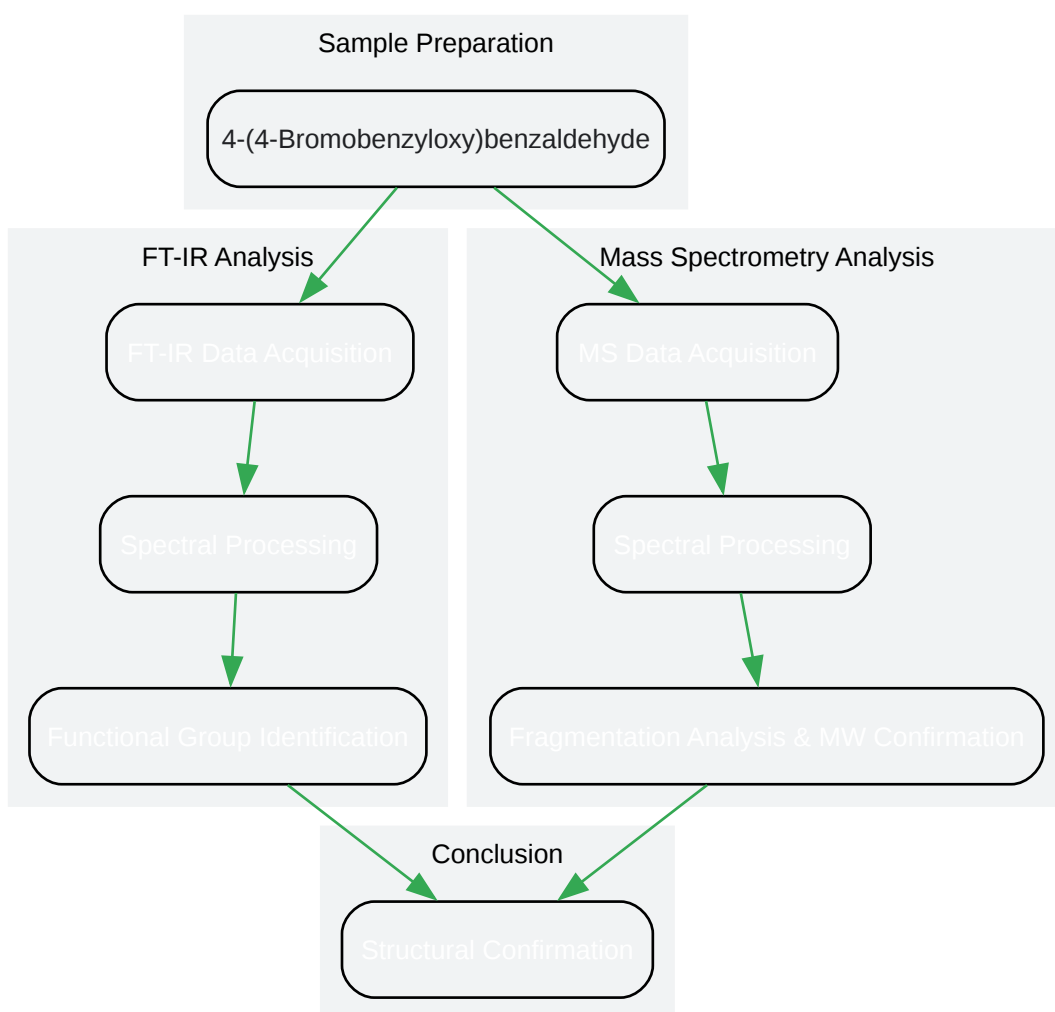 Sample Preparation
4-(4-Bromobenzyloxy)benzaldehyde
FT-IR Analysis
FT-IR Data Acquisition
Spectral Processing
Functional Group Identification
Mass Spectrometry Analysis
MS Data Acquisition
Spectral Processing
Fragmentation Analysis & MW Confirmation
Conclusion
Structural Confirmation